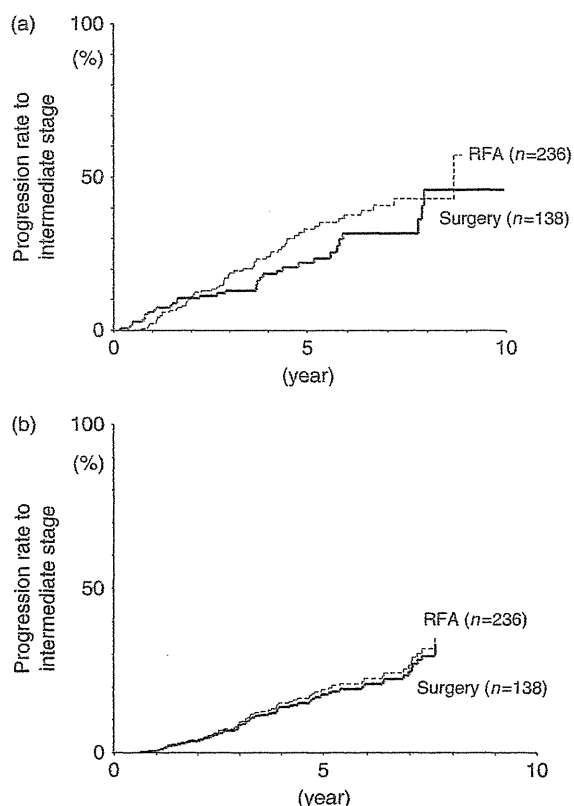 (a)
100
(%)
Progression rate to
intermediate stage
50
0
RFA (n=236)
Surgery (n=138)
0
5
10
(year)
(b)
100
(%)
Progression rate to
intermediate stage
50
0
RFA (n=236)
Surgery (n=138)
0
5
10
(year)